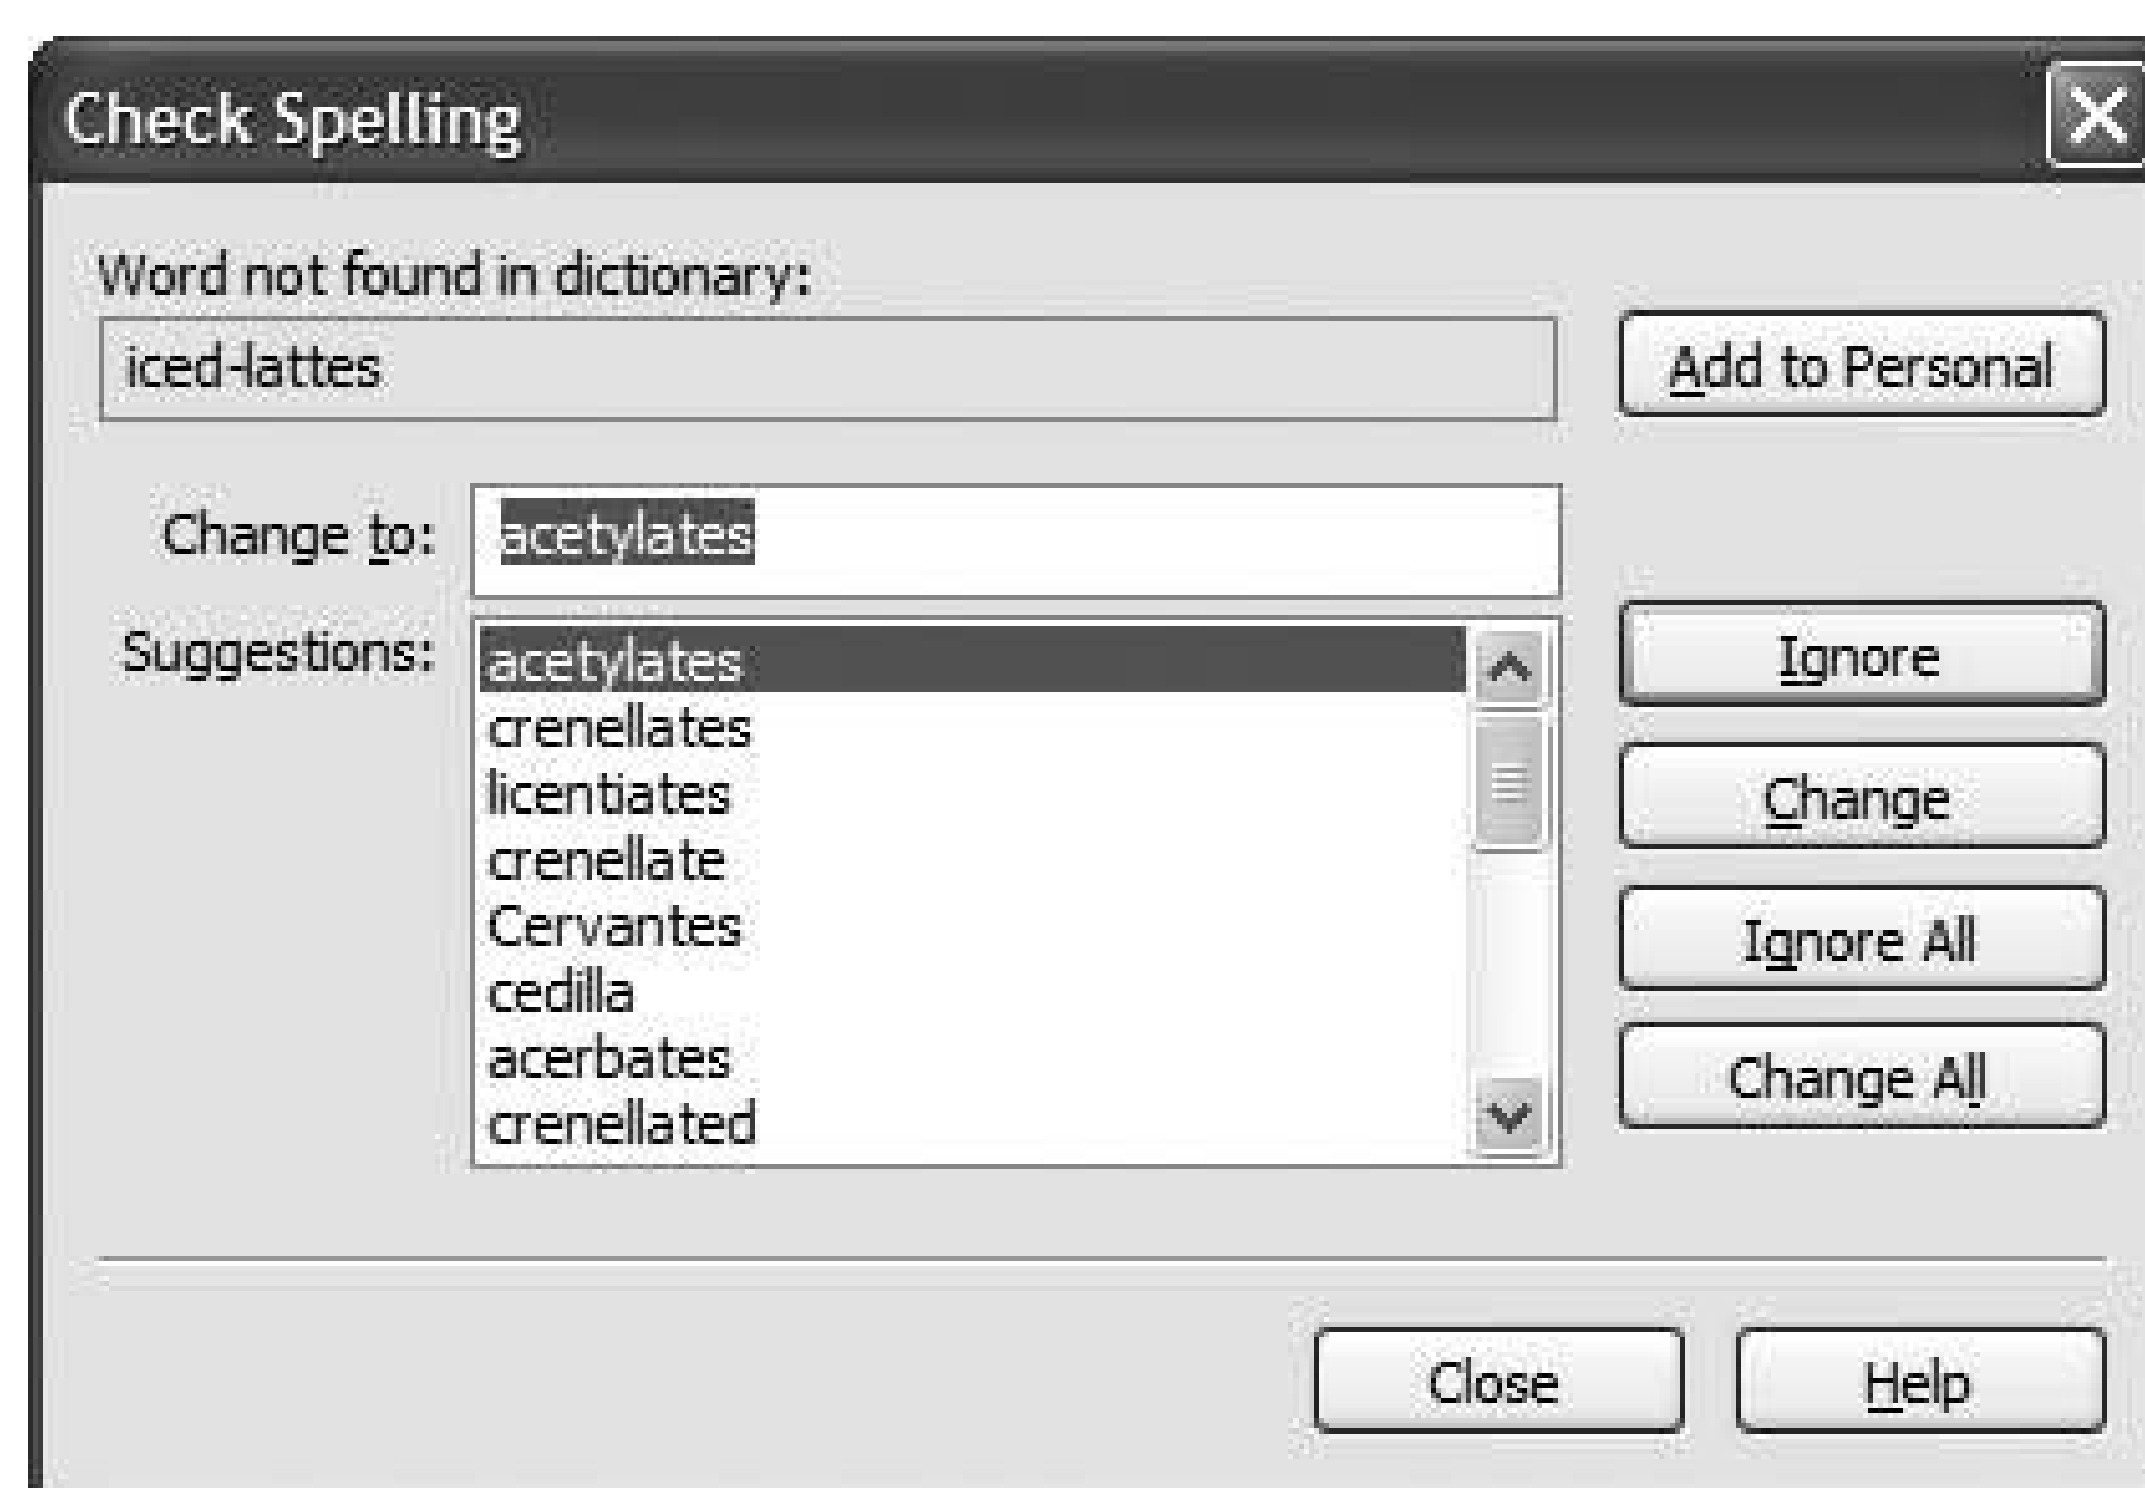 Check Spelling
Word not found in dictionary:
iced-lattes
Add to Personal
Change to:
acetylates
Suggestions:
acetylates
crenellates
licentiates
crenellate
Cervantes
cedilla
acerbates
crenellated
Ignore
Change
Ignore All
Change All
Close
Help